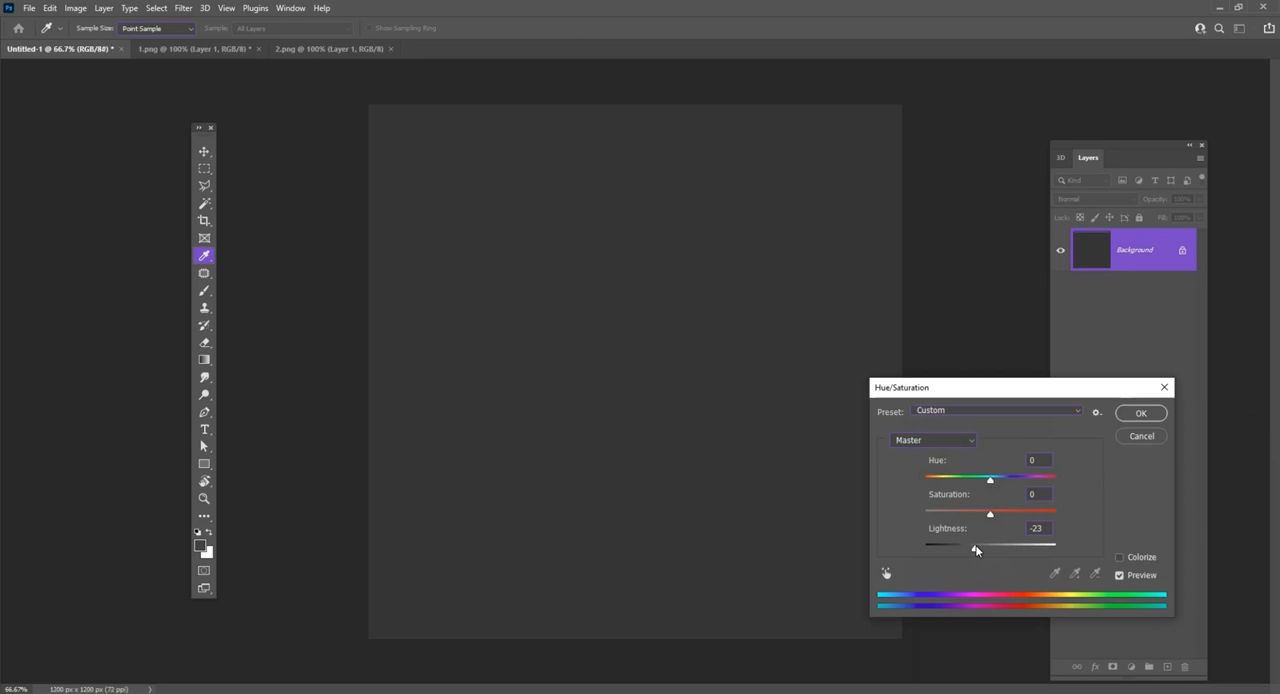 Ps File Edit Image Layer Type Select Filter 3D View Plugins Window Help
Sample Size: Point Sample Sample: All Layers Show Sampling Ring
Untitled-1 @ 66.7% (RGB/8#) * × 1.png @ 100% (Layer 1, RGB/8) * × 2.png @ 100% (Layer 1, RGB/8) ×
3D Layers
Kind
Normal Opacity: 100%
Lock: Fill: 100%
Background
Hue/Saturation
Preset: Custom OK
Cancel
Master
Hue: 0
Saturation: 0
Lightness: -23
Colorize
Preview
66.67% 1200 px x 1200 px (72 ppi)